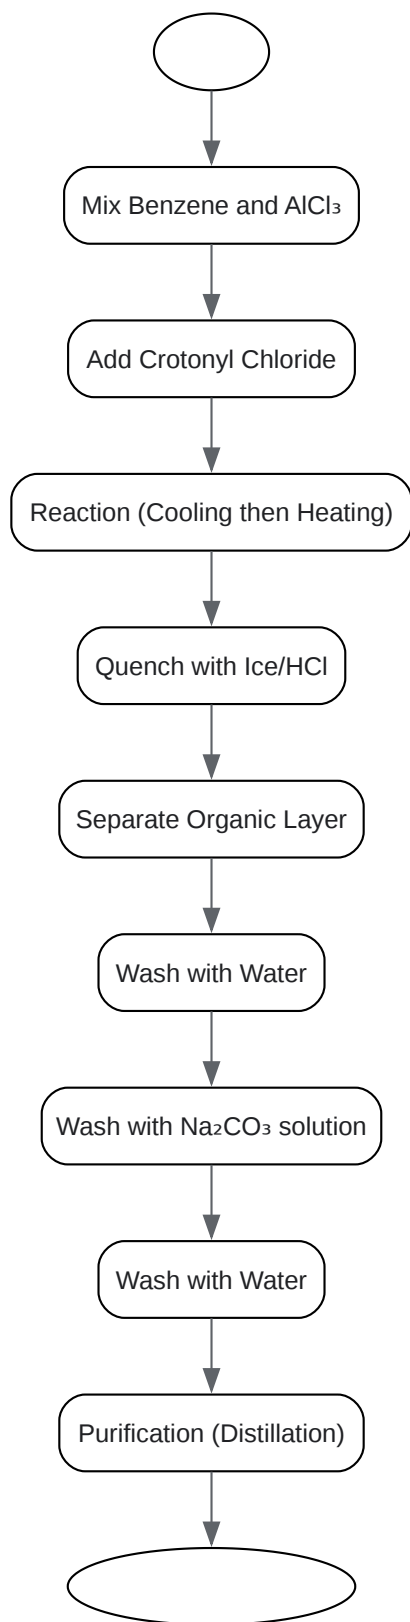 Mix Benzene and AlCl₃
Add Crotonyl Chloride
Reaction (Cooling then Heating)
Quench with Ice/HCl
Separate Organic Layer
Wash with Water
Wash with Na₂CO₃ solution
Wash with Water
Purification (Distillation)